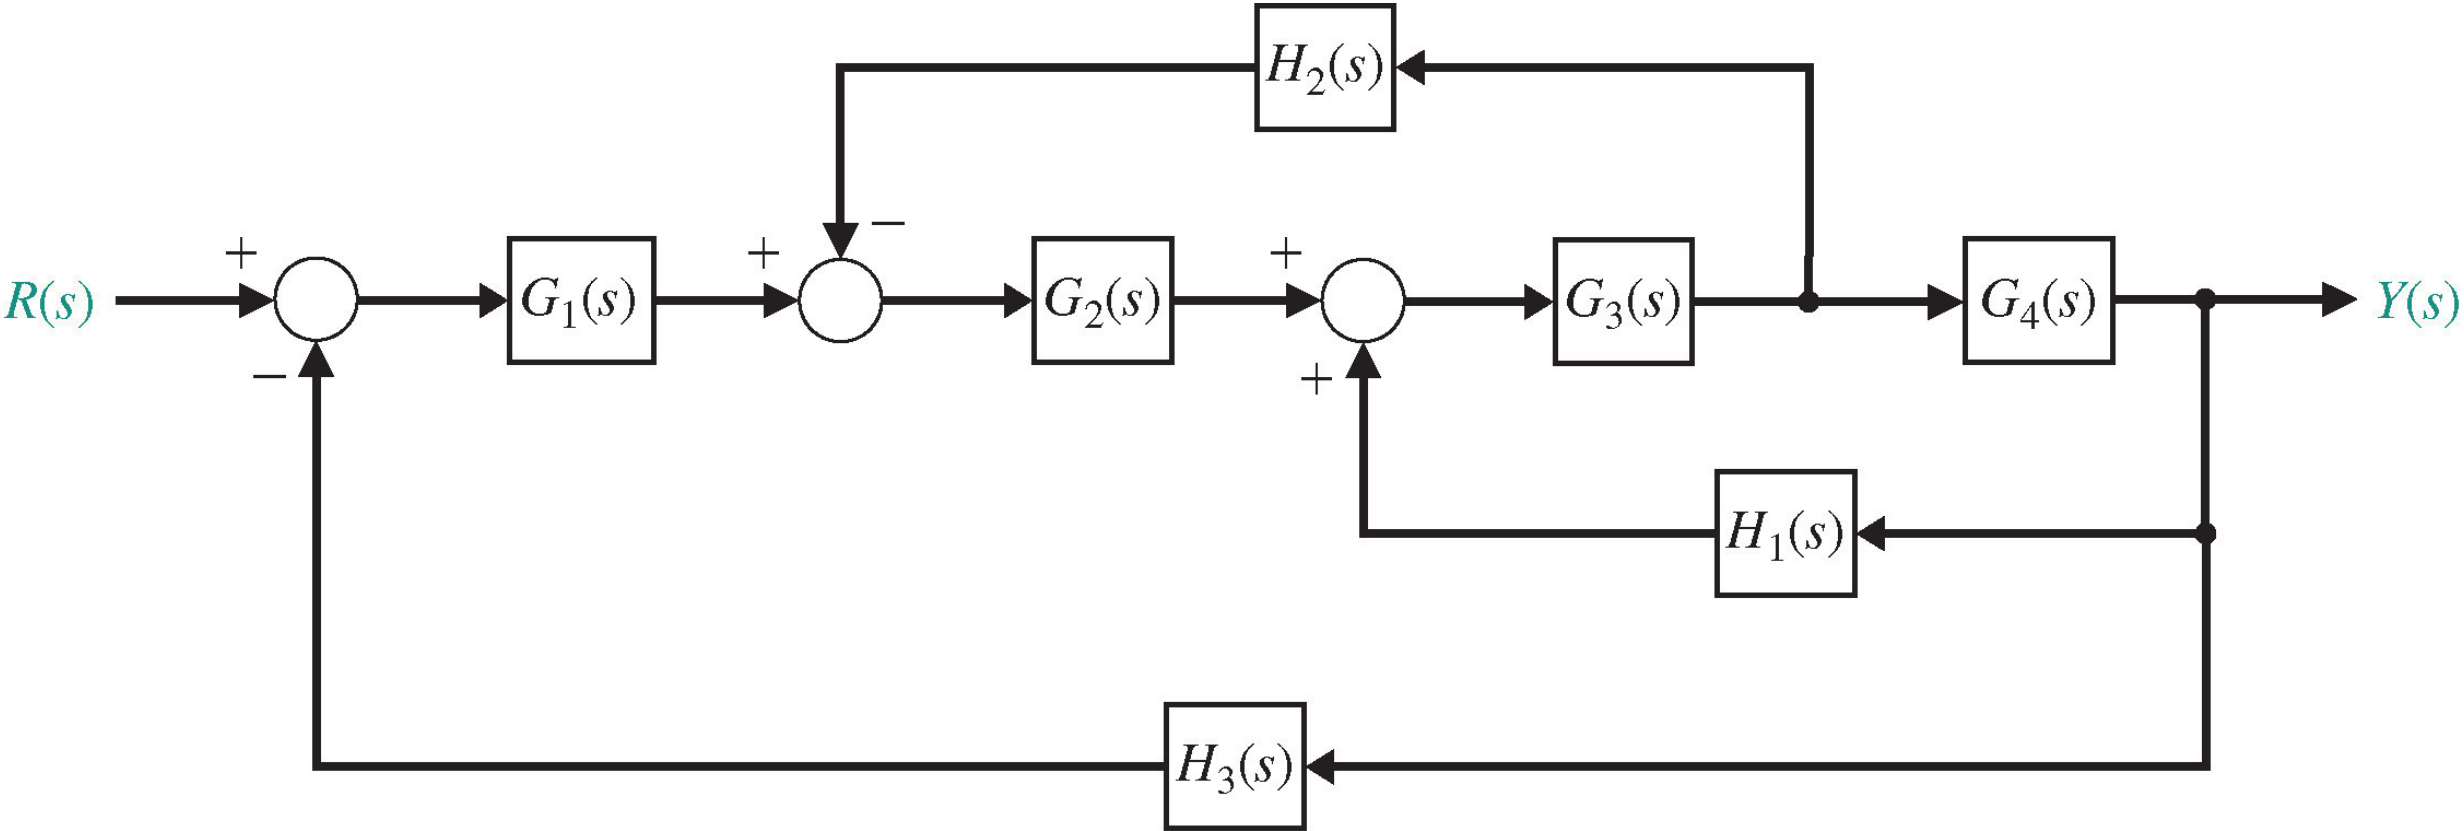 H₂(s)
+ + − +
R(s) G₁(s) G₂(s) G₃(s) G₄(s) Y(s)
− +
H₁(s)
H₃(s)